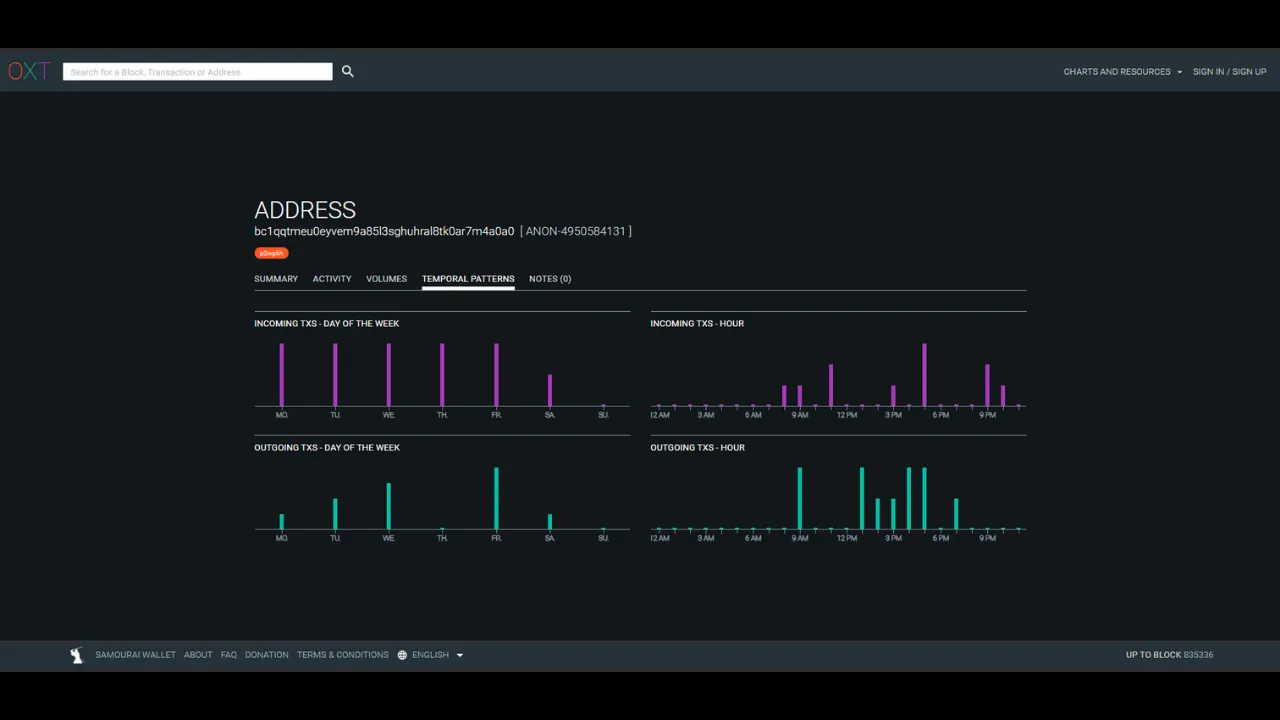 OXT Search for a Block, Transaction or Address CHARTS AND RESOURCES SIGN IN / SIGN UP
ADDRESS
bc1qqtmeu0eyvem9a85l3sghuhral8tk0ar7m4a0a0 [ ANON-4950584131 ]
p2wpkh
SUMMARY ACTIVITY VOLUMES TEMPORAL PATTERNS NOTES (0)
INCOMING TXS - DAY OF THE WEEK
MO. TU. WE. TH. FR. SA. SU.
INCOMING TXS - HOUR
12 AM 3 AM 6 AM 9 AM 12 PM 3 PM 6 PM 9 PM
OUTGOING TXS - DAY OF THE WEEK
MO. TU. WE. TH. FR. SA. SU.
OUTGOING TXS - HOUR
12 AM 3 AM 6 AM 9 AM 12 PM 3 PM 6 PM 9 PM
SAMOURAI WALLET ABOUT FAQ DONATION TERMS & CONDITIONS ENGLISH UP TO BLOCK 835336